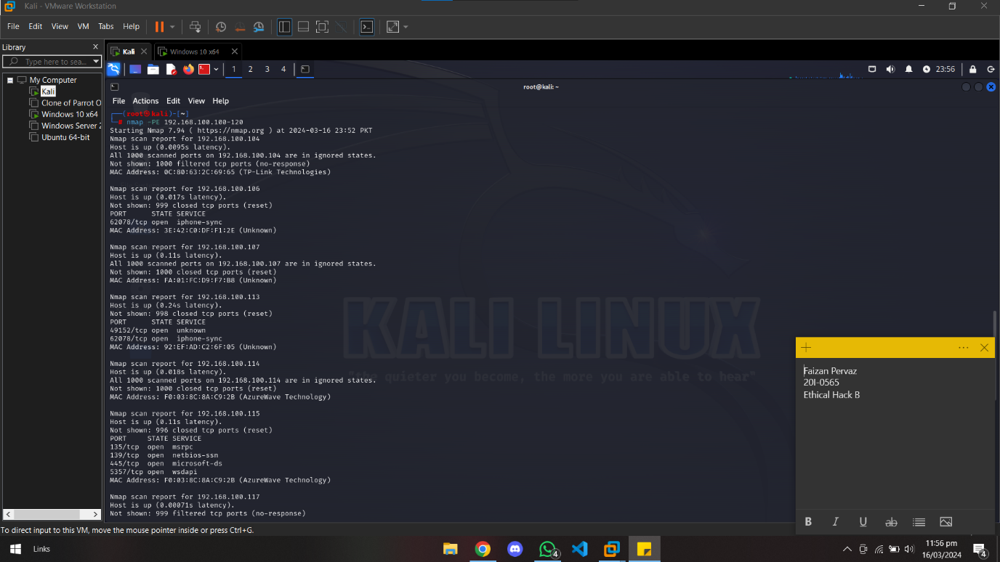 Kali - VMware Workstation
File Edit View VM Tabs Help
Library
Type here to sea...
My Computer
Kali
Clone of Parrot O
Windows 10 x64
Windows Server 2
Ubuntu 64-bit
Kali
Windows 10 x64
1 2 3 4
23:56
root@kali: ~
File Actions Edit View Help
(root㉿kali)-[~]
# nmap -PE 192.168.100.100-120
Starting Nmap 7.94 ( https://nmap.org ) at 2024-03-16 23:52 PKT
Nmap scan report for 192.168.100.104
Host is up (0.0095s latency).
All 1000 scanned ports on 192.168.100.104 are in ignored states.
Not shown: 1000 filtered tcp ports (no-response)
MAC Address: 0C:80:63:2C:69:65 (TP-Link Technologies)
Nmap scan report for 192.168.100.106
Host is up (0.017s latency).
Not shown: 999 closed tcp ports (reset)
PORT STATE SERVICE
62078/tcp open iphone-sync
MAC Address: 3E:42:C0:DF:F1:2E (Unknown)
Nmap scan report for 192.168.100.107
Host is up (0.11s latency).
All 1000 scanned ports on 192.168.100.107 are in ignored states.
Not shown: 1000 closed tcp ports (reset)
MAC Address: FA:01:FC:D9:F7:B8 (Unknown)
Nmap scan report for 192.168.100.113
Host is up (0.24s latency).
Not shown: 998 closed tcp ports (reset)
PORT STATE SERVICE
49152/tcp open unknown
62078/tcp open iphone-sync
MAC Address: 92:EF:AD:C2:6F:05 (Unknown)
Nmap scan report for 192.168.100.114
Host is up (0.018s latency).
All 1000 scanned ports on 192.168.100.114 are in ignored states.
Not shown: 1000 closed tcp ports (reset)
MAC Address: F0:03:8C:8A:C9:2B (AzureWave Technology)
Nmap scan report for 192.168.100.115
Host is up (0.11s latency).
Not shown: 996 closed tcp ports (reset)
PORT STATE SERVICE
135/tcp open msrpc
139/tcp open netbios-ssn
445/tcp open microsoft-ds
5357/tcp open wsdapi
MAC Address: F0:03:8C:8A:C9:2B (AzureWave Technology)
Nmap scan report for 192.168.100.117
Host is up (0.00071s latency).
Not shown: 999 filtered tcp ports (no-response)
KALI LINUX
"the quieter you become, the more you are able to hear"
Faizan Pervaz
20I-0565
Ethical Hack B
B I U ab
To direct input to this VM, move the mouse pointer inside or press Ctrl+G.
Links
4
11:56 pm
16/03/2024
4